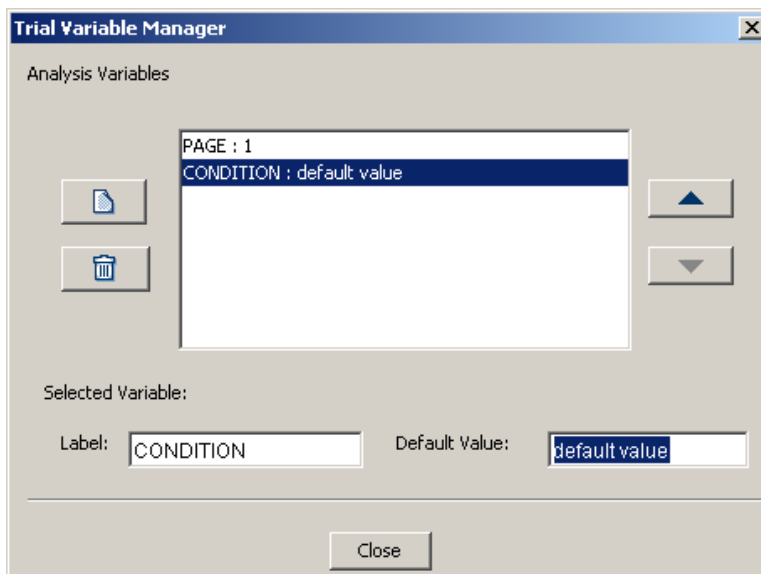 Trial Variable Manager
Analysis Variables
PAGE : 1
CONDITION : default value
Selected Variable:
Label: CONDITION Default Value: default value
Close